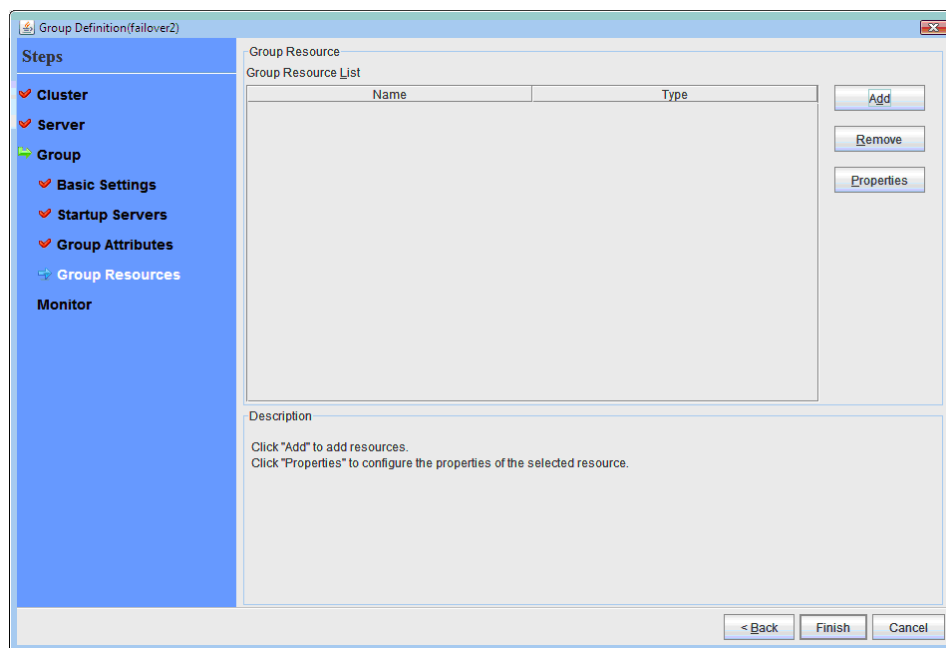 Group Definition(failover2)
Steps
Cluster
Server
Group
Basic Settings
Startup Servers
Group Attributes
Group Resources
Monitor
Group Resource
Group Resource List
Name Type
Add
Remove
Properties
Description
Click "Add" to add resources.
Click "Properties" to configure the properties of the selected resource.
< Back Finish Cancel